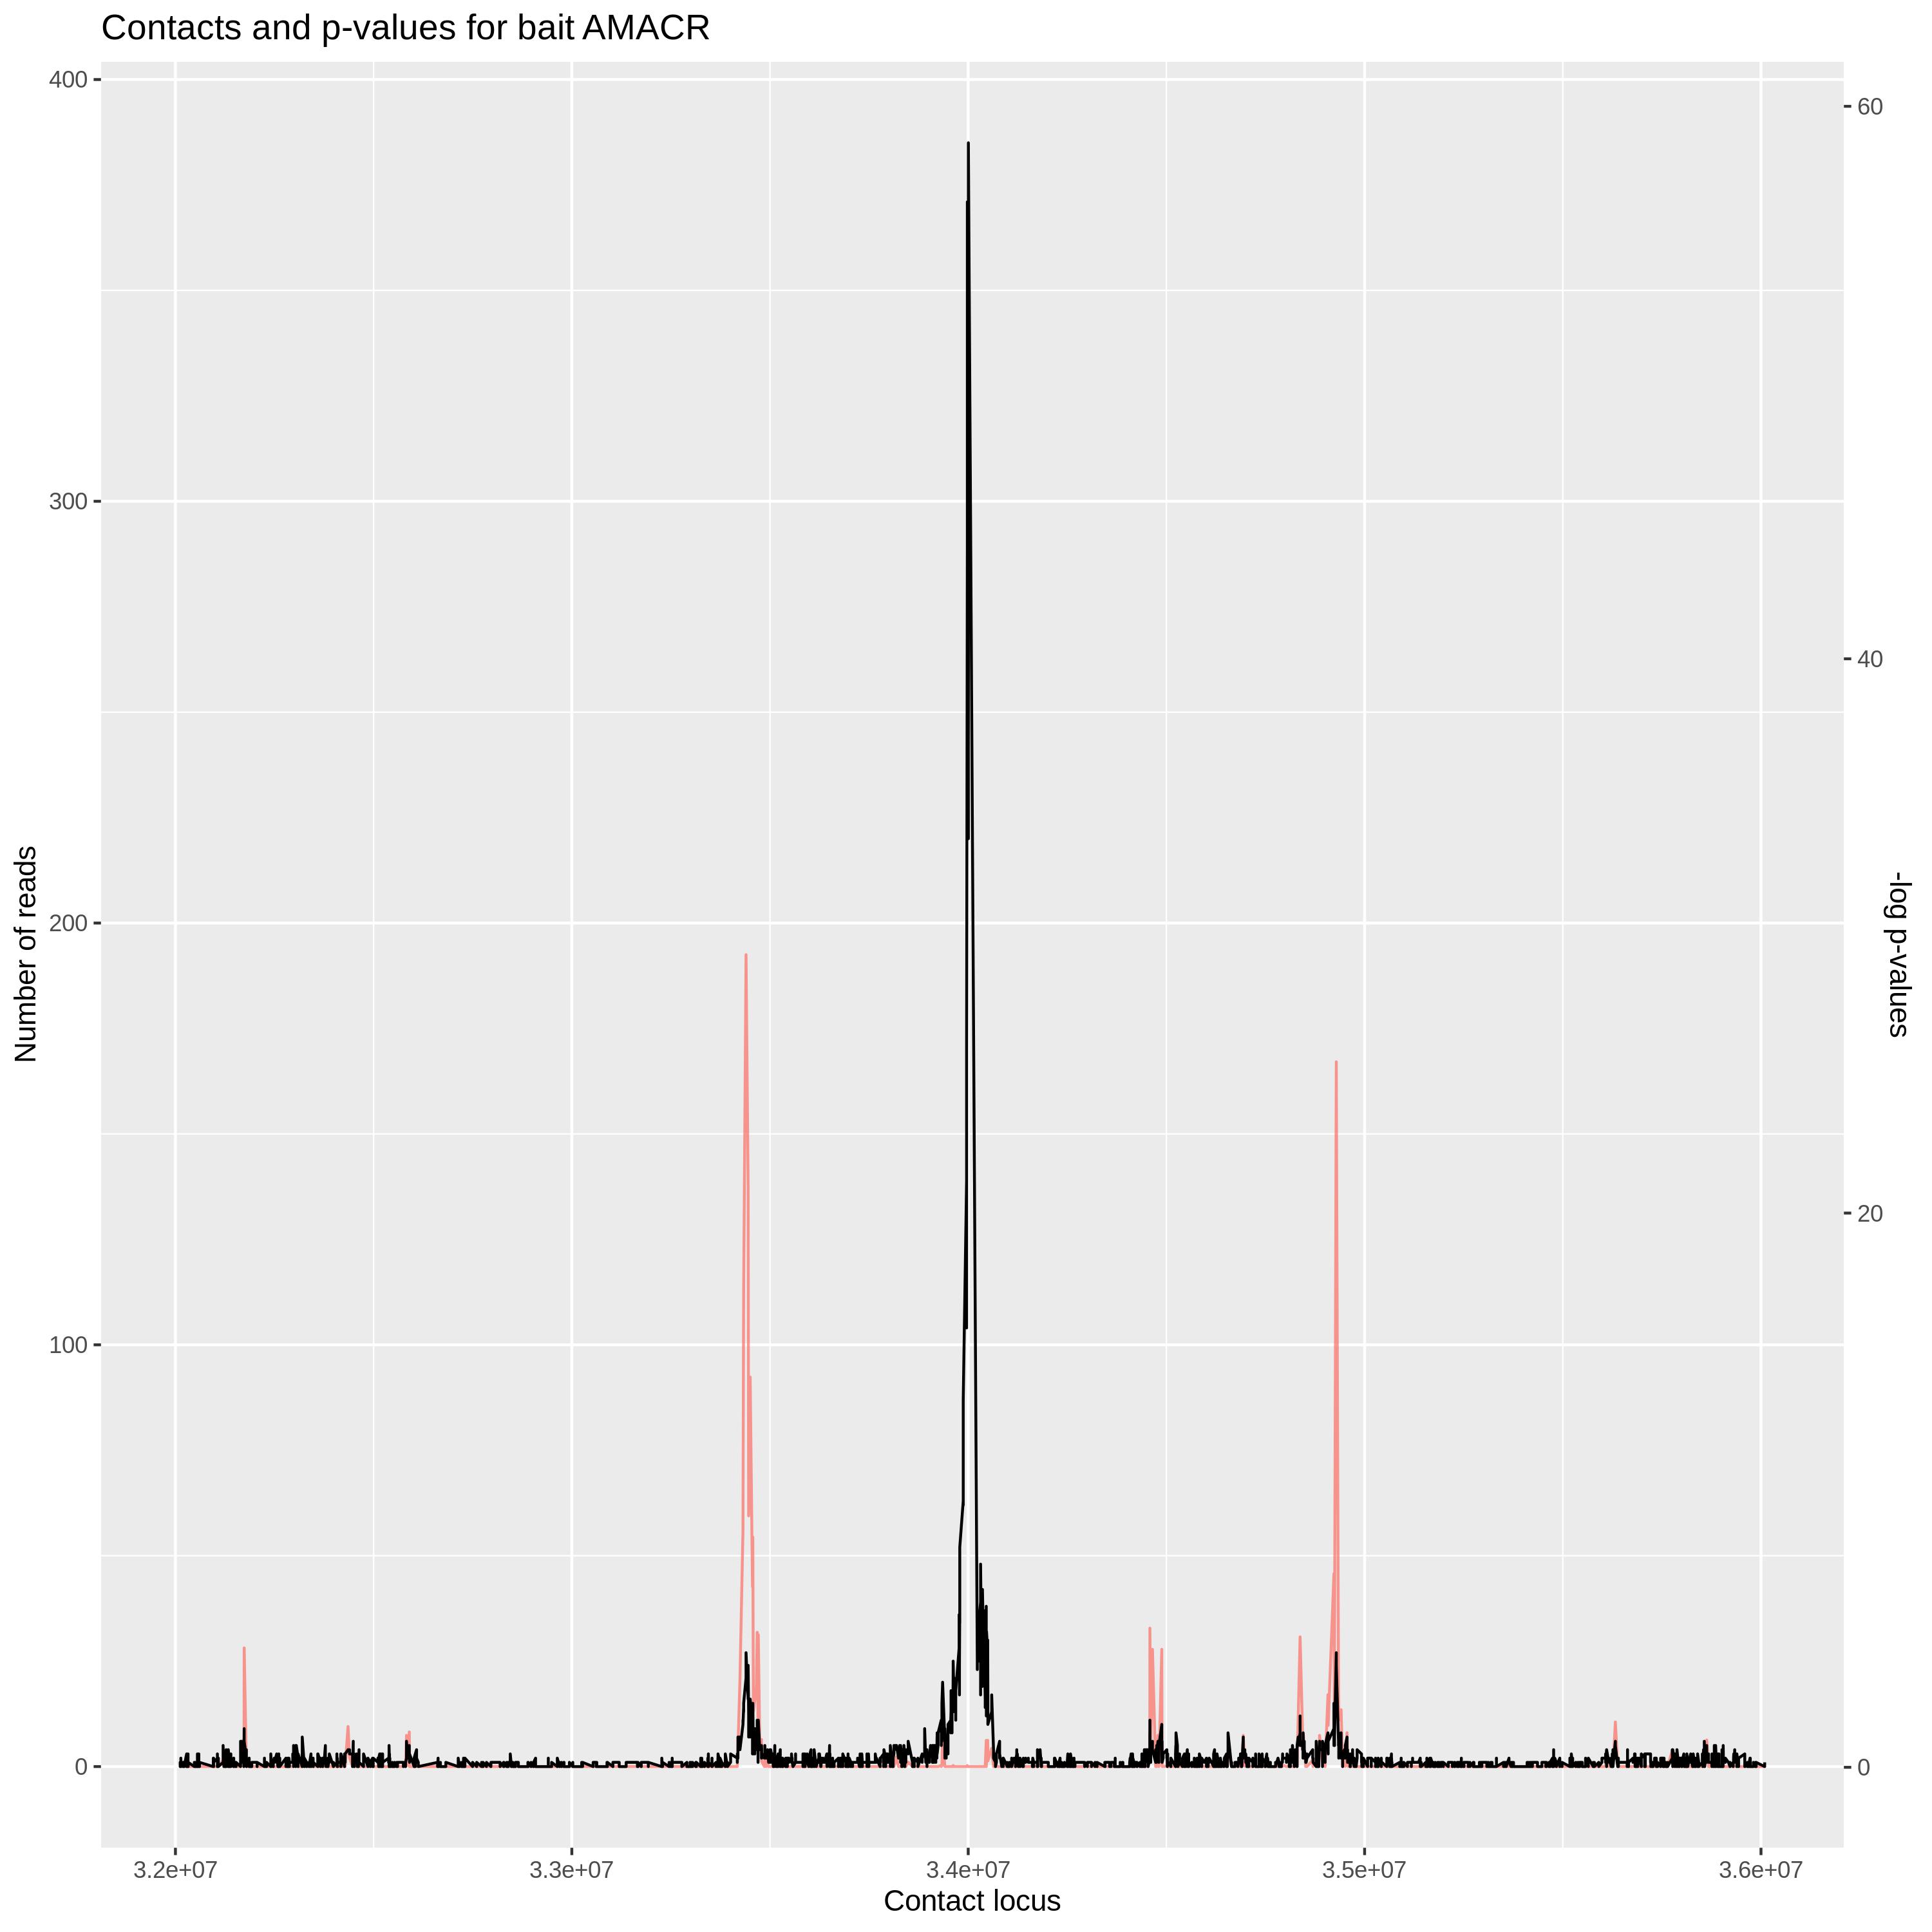 Contacts and p-values for bait AMACR
400
300
200
100
0
60
40
20
0
Number of reads
-log p-values
3.2e+07 3.3e+07 3.4e+07 3.5e+07 3.6e+07
Contact locus